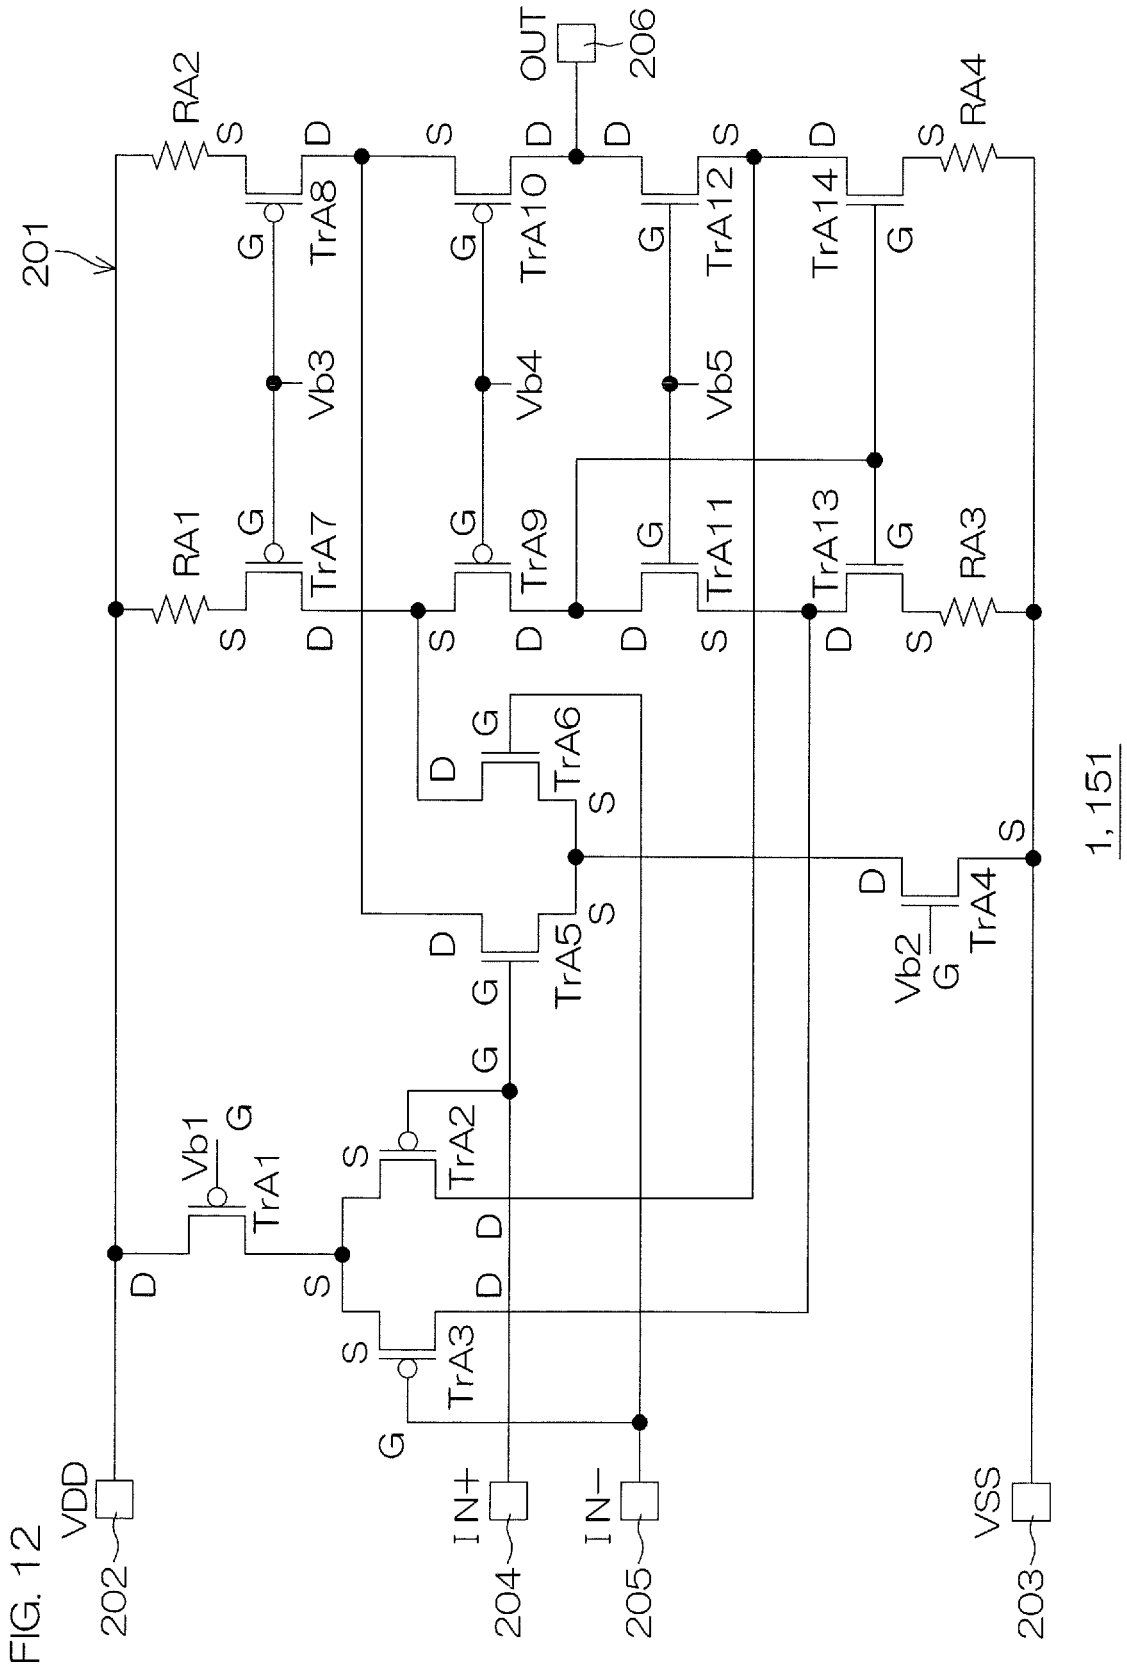 FIG. 12
201
VDD
202
D
Vb1
G
TrA1
S
RA1
S
G
TrA7
D
Vb3
RA2
S
G
TrA8
D
S
G
TrA3
D
S
TrA2
D
G
G
D
TrA5
S
D
G
TrA6
S
S
G
TrA9
D
Vb4
S
G
TrA10
D
OUT
206
IN+
204
IN−
205
D
G
TrA11
S
Vb5
D
G
TrA12
S
D
Vb2
G
TrA4
S
TrA13
D
G
S
RA3
TrA14
D
G
S
RA4
VSS
203
1, 151